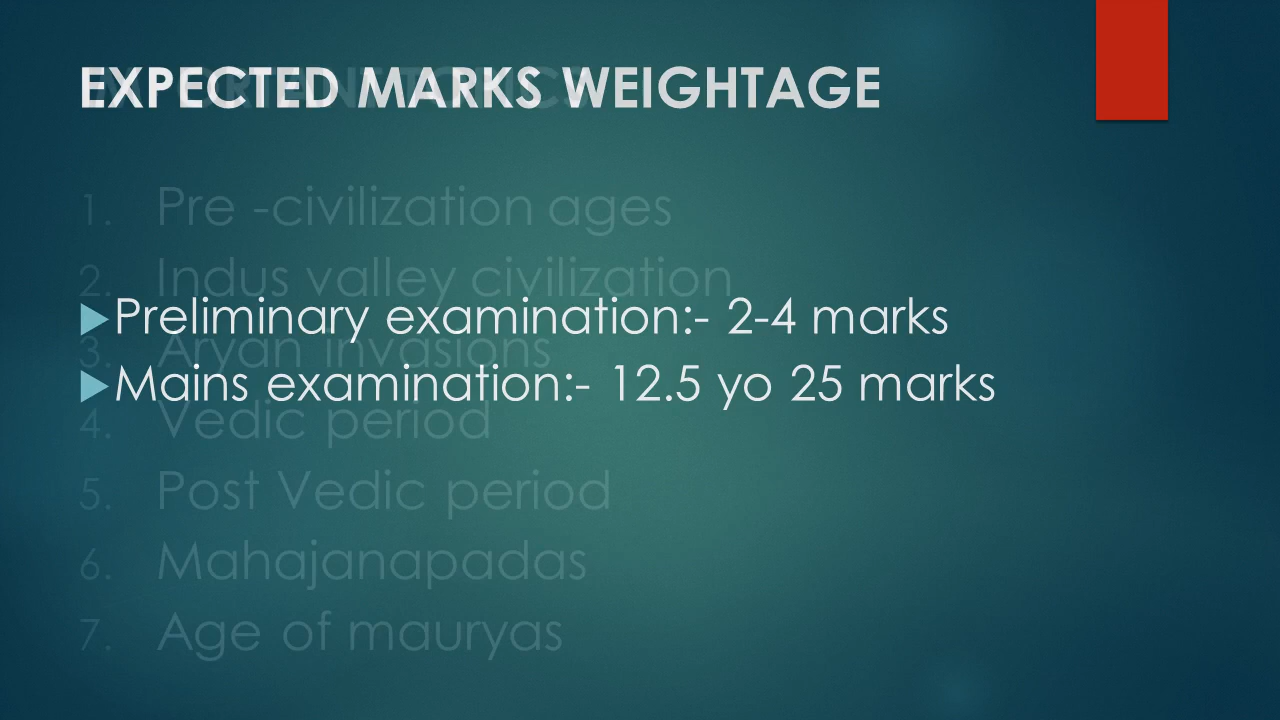 EXPECTED MARKS WEIGHTAGE
1. Pre -civilization ages
2. Indus valley civilization
▶Preliminary examination:- 2-4 marks
3. Aryan invasions
▶Mains examination:- 12.5 yo 25 marks
4. Vedic period
5. Post Vedic period
6. Mahajanapadas
7. Age of mauryas